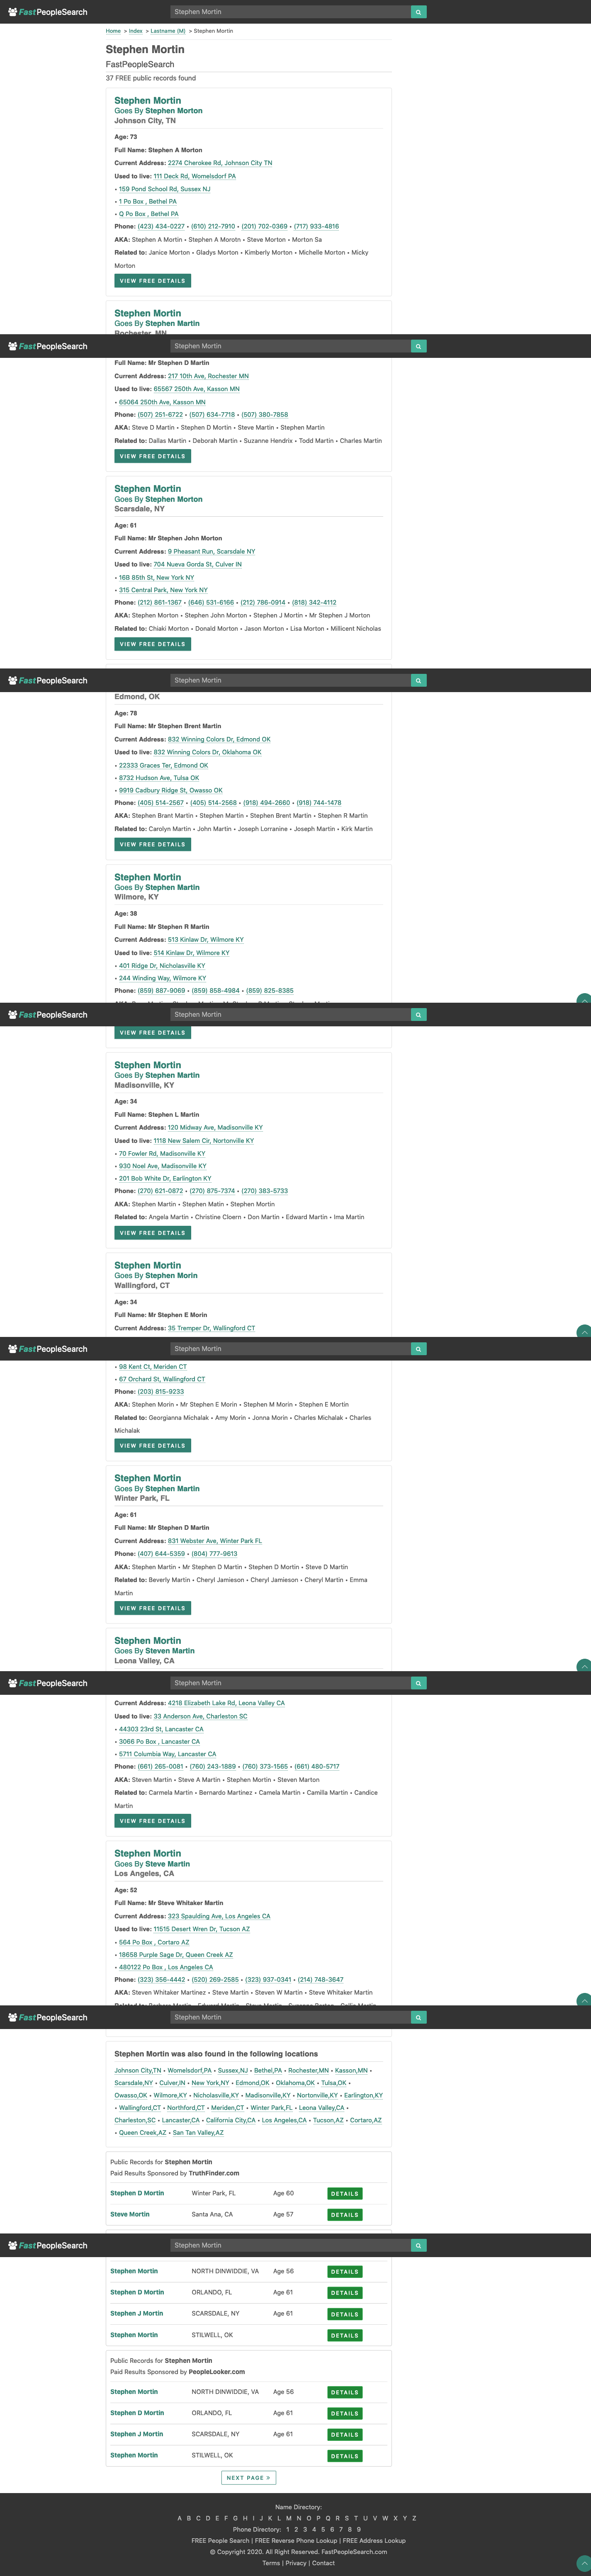 FastPeopleSearch
Stephen Mortin
Home > Index > Lastname (M) > Stephen Mortin
Stephen Mortin
FastPeopleSearch
37 FREE public records found
Stephen Mortin
Goes By Stephen Morton
Johnson City, TN
Age: 73
Full Name: Stephen A Morton
Current Address: 2274 Cherokee Rd, Johnson City TN
Used to live: 111 Deck Rd, Womelsdorf PA
• 159 Pond School Rd, Sussex NJ
• 1 Po Box , Bethel PA
• Q Po Box , Bethel PA
Phone: (423) 434-0227 • (610) 212-7910 • (201) 702-0369 • (717) 933-4816
AKA: Stephen A Mortin • Stephen A Morotn • Steve Morton • Morton Sa
Related to: Janice Morton • Gladys Morton • Kimberly Morton • Michelle Morton • Micky
Morton
VIEW FREE DETAILS
Stephen Mortin
Goes By Stephen Martin
Rochester, MN
FastPeopleSearch
Stephen Mortin
Full Name: Mr Stephen D Martin
Current Address: 217 10th Ave, Rochester MN
Used to live: 65567 250th Ave, Kasson MN
• 65064 250th Ave, Kasson MN
Phone: (507) 251-6722 • (507) 634-7718 • (507) 380-7858
AKA: Steve D Martin • Stephen D Mortin • Steve Martin • Stephen Martin
Related to: Dallas Martin • Deborah Martin • Suzanne Hendrix • Todd Martin • Charles Martin
VIEW FREE DETAILS
Stephen Mortin
Goes By Stephen Morton
Scarsdale, NY
Age: 61
Full Name: Mr Stephen John Morton
Current Address: 9 Pheasant Run, Scarsdale NY
Used to live: 704 Nueva Gorda St, Culver IN
• 16B 85th St, New York NY
• 315 Central Park, New York NY
Phone: (212) 861-1367 • (646) 531-6166 • (212) 786-0914 • (818) 342-4112
AKA: Stephen Morton • Stephen John Morton • Stephen J Mortin • Mr Stephen J Morton
Related to: Chiaki Morton • Donald Morton • Jason Morton • Lisa Morton • Millicent Nicholas
VIEW FREE DETAILS
FastPeopleSearch
Stephen Mortin
Edmond, OK
Age: 78
Full Name: Mr Stephen Brent Martin
Current Address: 832 Winning Colors Dr, Edmond OK
Used to live: 832 Winning Colors Dr, Oklahoma OK
• 22333 Graces Ter, Edmond OK
• 8732 Hudson Ave, Tulsa OK
• 9919 Cadbury Ridge St, Owasso OK
Phone: (405) 514-2567 • (405) 514-2568 • (918) 494-2660 • (918) 744-1478
AKA: Stephen Brant Martin • Stephen Martin • Stephen Brent Martin • Stephen R Martin
Related to: Carolyn Martin • John Martin • Joseph Lorranine • Joseph Martin • Kirk Martin
VIEW FREE DETAILS
Stephen Mortin
Goes By Stephen Martin
Wilmore, KY
Age: 38
Full Name: Mr Stephen R Martin
Current Address: 513 Kinlaw Dr, Wilmore KY
Used to live: 514 Kinlaw Dr, Wilmore KY
• 401 Ridge Dr, Nicholasville KY
• 244 Winding Way, Wilmore KY
Phone: (859) 887-9069 • (859) 858-4984 • (859) 825-8385
FastPeopleSearch
Stephen Mortin
VIEW FREE DETAILS
Stephen Mortin
Goes By Stephen Martin
Madisonville, KY
Age: 34
Full Name: Stephen L Martin
Current Address: 120 Midway Ave, Madisonville KY
Used to live: 1118 New Salem Cir, Nortonville KY
• 70 Fowler Rd, Madisonville KY
• 930 Noel Ave, Madisonville KY
• 201 Bob White Dr, Earlington KY
Phone: (270) 621-0872 • (270) 875-7374 • (270) 383-5733
AKA: Stephen Martin • Stephen Matin • Stephen Mortin
Related to: Angela Martin • Christine Cloern • Don Martin • Edward Martin • Ima Martin
VIEW FREE DETAILS
Stephen Mortin
Goes By Stephen Morin
Wallingford, CT
Age: 34
Full Name: Mr Stephen E Morin
Current Address: 35 Tremper Dr, Wallingford CT
FastPeopleSearch
Stephen Mortin
• 98 Kent Ct, Meriden CT
• 67 Orchard St, Wallingford CT
Phone: (203) 815-9233
AKA: Stephen Morin • Mr Stephen E Morin • Stephen M Morin • Stephen E Mortin
Related to: Georgianna Michalak • Amy Morin • Jonna Morin • Charles Michalak • Charles
Michalak
VIEW FREE DETAILS
Stephen Mortin
Goes By Stephen Martin
Winter Park, FL
Age: 61
Full Name: Mr Stephen D Martin
Current Address: 831 Webster Ave, Winter Park FL
Phone: (407) 644-5359 • (804) 777-9613
AKA: Stephen Martin • Mr Stephen D Martin • Stephen D Mortin • Steve D Martin
Related to: Beverly Martin • Cheryl Jamieson • Cheryl Jamieson • Cheryl Martin • Emma
Martin
VIEW FREE DETAILS
Stephen Mortin
Goes By Steven Martin
Leona Valley, CA
FastPeopleSearch
Stephen Mortin
Current Address: 4218 Elizabeth Lake Rd, Leona Valley CA
Used to live: 33 Anderson Ave, Charleston SC
• 44303 23rd St, Lancaster CA
• 3066 Po Box , Lancaster CA
• 5711 Columbia Way, Lancaster CA
Phone: (661) 265-0081 • (760) 243-1889 • (760) 373-1565 • (661) 480-5717
AKA: Steven Martin • Steve A Martin • Stephen Mortin • Steven Marton
Related to: Carmela Martin • Bernardo Martinez • Camela Martin • Camilla Martin • Candice
Martin
VIEW FREE DETAILS
Stephen Mortin
Goes By Steve Martin
Los Angeles, CA
Age: 52
Full Name: Mr Steve Whitaker Martin
Current Address: 323 Spaulding Ave, Los Angeles CA
Used to live: 11515 Desert Wren Dr, Tucson AZ
• 564 Po Box , Cortaro AZ
• 18658 Purple Sage Dr, Queen Creek AZ
• 480122 Po Box , Los Angeles CA
Phone: (323) 356-4442 • (520) 269-2585 • (323) 937-0341 • (214) 748-3647
AKA: Steven Whitaker Martinez • Steve Martin • Steven W Martin • Steve Whitaker Martin
FastPeopleSearch
Stephen Mortin
Stephen Mortin was also found in the following locations
Johnson City,TN • Womelsdorf,PA • Sussex,NJ • Bethel,PA • Rochester,MN • Kasson,MN •
Scarsdale,NY • Culver,IN • New York,NY • Edmond,OK • Oklahoma,OK • Tulsa,OK •
Owasso,OK • Wilmore,KY • Nicholasville,KY • Madisonville,KY • Nortonville,KY • Earlington,KY
• Wallingford,CT • Northford,CT • Meriden,CT • Winter Park,FL • Leona Valley,CA •
Charleston,SC • Lancaster,CA • California City,CA • Los Angeles,CA • Tucson,AZ • Cortaro,AZ
• Queen Creek,AZ • San Tan Valley,AZ
Public Records for Stephen Mortin
Paid Results Sponsored by TruthFinder.com
Stephen D Mortin Winter Park, FL Age 60 DETAILS
Steve Mortin Santa Ana, CA Age 57 DETAILS
FastPeopleSearch
Stephen Mortin
Stephen Mortin NORTH DINWIDDIE, VA Age 56 DETAILS
Stephen D Mortin ORLANDO, FL Age 61 DETAILS
Stephen J Mortin SCARSDALE, NY Age 61 DETAILS
Stephen Mortin STILWELL, OK DETAILS
Public Records for Stephen Mortin
Paid Results Sponsored by PeopleLooker.com
Stephen Mortin NORTH DINWIDDIE, VA Age 56 DETAILS
Stephen D Mortin ORLANDO, FL Age 61 DETAILS
Stephen J Mortin SCARSDALE, NY Age 61 DETAILS
Stephen Mortin STILWELL, OK DETAILS
NEXT PAGE »
Name Directory:
A B C D E F G H I J K L M N O P Q R S T U V W X Y Z
Phone Directory: 1 2 3 4 5 6 7 8 9
FREE People Search | FREE Reverse Phone Lookup | FREE Address Lookup
© Copyright 2020. All Right Reserved. FastPeopleSearch.com
Terms | Privacy | Contact